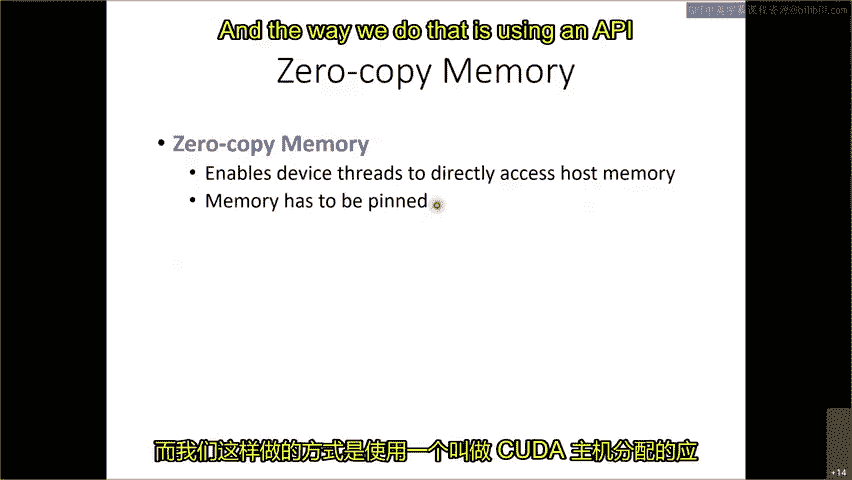 And the way we do that is using an API
Zero-copy Memory
• Zero-copy Memory
• Enables device threads to directly access host memory
• Memory has to be pinned
而我们这样做的方式是使用一个叫做 CUDA 主机分配的应
+14